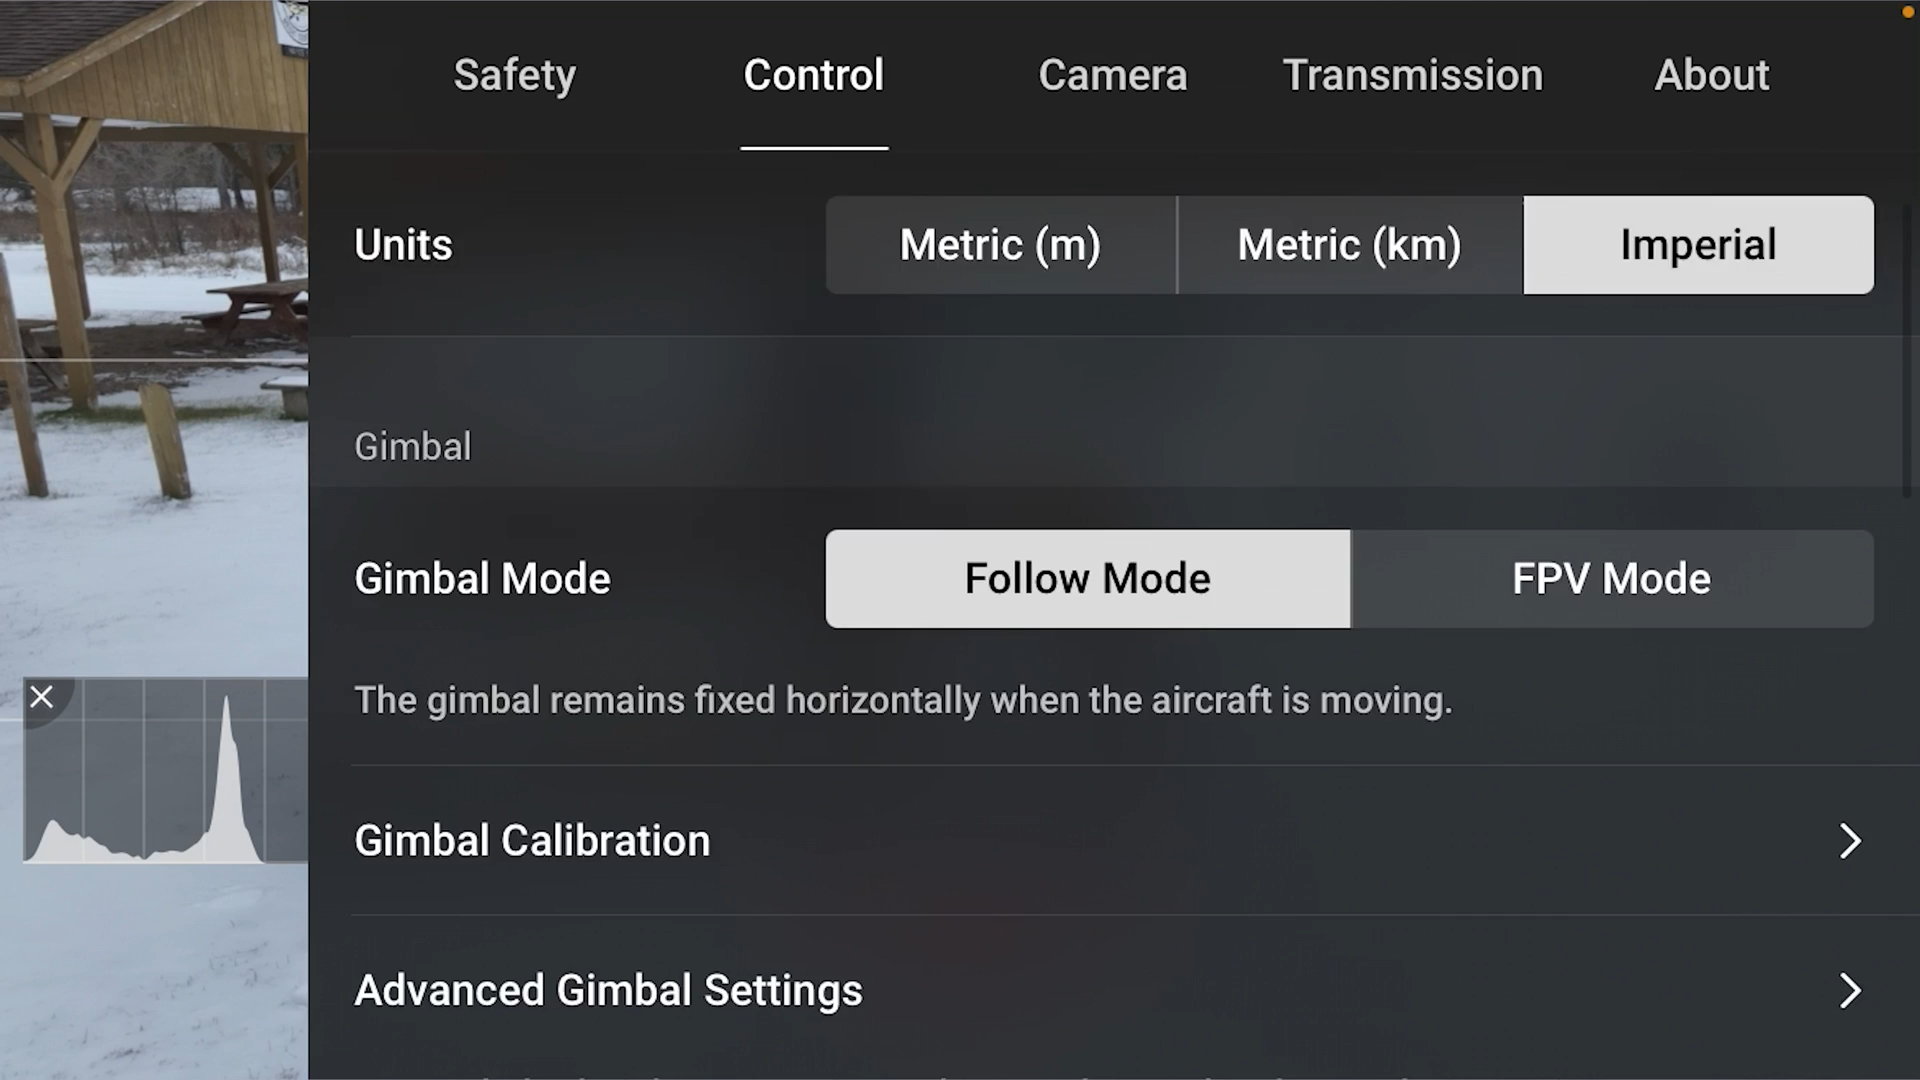 Safety Control Camera Transmission About
Units Metric (m) Metric (km) Imperial
Gimbal
Gimbal Mode Follow Mode FPV Mode
The gimbal remains fixed horizontally when the aircraft is moving.
Gimbal Calibration
Advanced Gimbal Settings